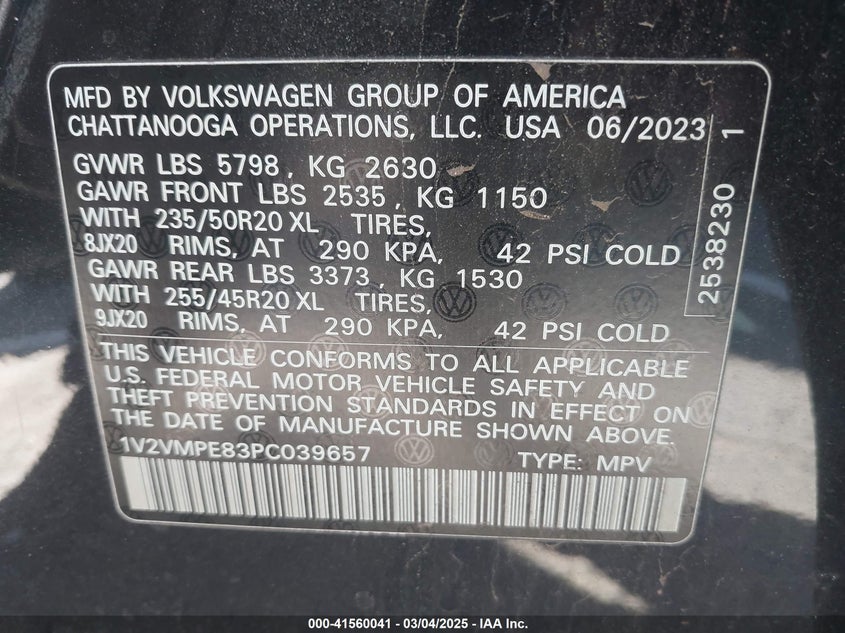 MFD BY VOLKSWAGEN GROUP OF AMERICA
CHATTANOOGA OPERATIONS, LLC. USA 06/2023
GVWR LBS 5798, KG 2630
GAWR FRONT LBS 2535, KG 1150
WITH 235/50R20 XL TIRES,
8JX20 RIMS, AT 290 KPA, 42 PSI COLD
GAWR REAR LBS 3373, KG 1530
WITH 255/45R20 XL TIRES,
9JX20 RIMS, AT 290 KPA, 42 PSI COLD
2538230 1
THIS VEHICLE CONFORMS TO ALL APPLICABLE
U.S. FEDERAL MOTOR VEHICLE SAFETY AND
THEFT PREVENTION STANDARDS IN EFFECT ON
THE DATE OF MANUFACTURE SHOWN ABOVE.
1V2VMPE83PC039657 TYPE: MPV
000-41560041 | 03/04/2025 - IAA Inc.